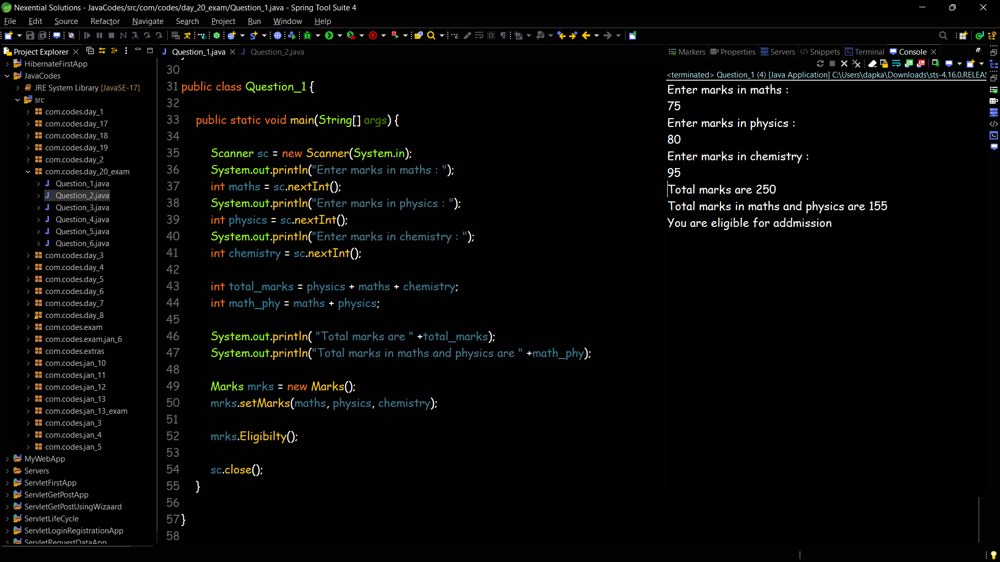 Nexential Solutions - JavaCodes/src/com/codes/day_20_exam/Question_1.java - Spring Tool Suite 4
File Edit Source Refactor Navigate Search Project Run Window Help
Project Explorer
HibernateFirstApp
JavaCodes
JRE System Library [JavaSE-17]
src
com.codes.day_1
com.codes.day_17
com.codes.day_18
com.codes.day_19
com.codes.day_2
com.codes.day_20_exam
Question_1.java
Question_2.java
Question_3.java
Question_4.java
Question_5.java
Question_6.java
com.codes.day_3
com.codes.day_4
com.codes.day_5
com.codes.day_6
com.codes.day_7
com.codes.day_8
com.codes.exam
com.codes.exam.jan_6
com.codes.extras
com.codes.jan_10
com.codes.jan_11
com.codes.jan_12
com.codes.jan_13
com.codes.jan_13_exam
com.codes.jan_3
com.codes.jan_4
com.codes.jan_5
MyWebApp
Servers
ServletFirstApp
ServletGetPostApp
ServletGetPostUsingWizaard
ServletLifeCycle
ServletLoginRegistrationApp
ServletRequestDataApp
Question_1.java Question_2.java
30
31 public class Question_1 {
32
33 public static void main(String[] args) {
34
35 Scanner sc = new Scanner(System.in);
36 System.out.println("Enter marks in maths : ");
37 int maths = sc.nextInt();
38 System.out.println("Enter marks in physics : ");
39 int physics = sc.nextInt();
40 System.out.println("Enter marks in chemistry : ");
41 int chemistry = sc.nextInt();
42
43 int total_marks = physics + maths + chemistry;
44 int math_phy = maths + physics;
45
46 System.out.println( "Total marks are " +total_marks);
47 System.out.println("Total marks in maths and physics are " +math_phy);
48
49 Marks mrks = new Marks();
50 mrks.setMarks(maths, physics, chemistry);
51
52 mrks.Eligibilty();
53
54 sc.close();
55 }
56
57 }
58
Markers Properties Servers Snippets Terminal Console
<terminated> Question_1 (4) [Java Application] C:\Users\dapka\Downloads\sts-4.16.0.RELEAS
Enter marks in maths :
75
Enter marks in physics :
80
Enter marks in chemistry :
95
Total marks are 250
Total marks in maths and physics are 155
You are eligible for addmission